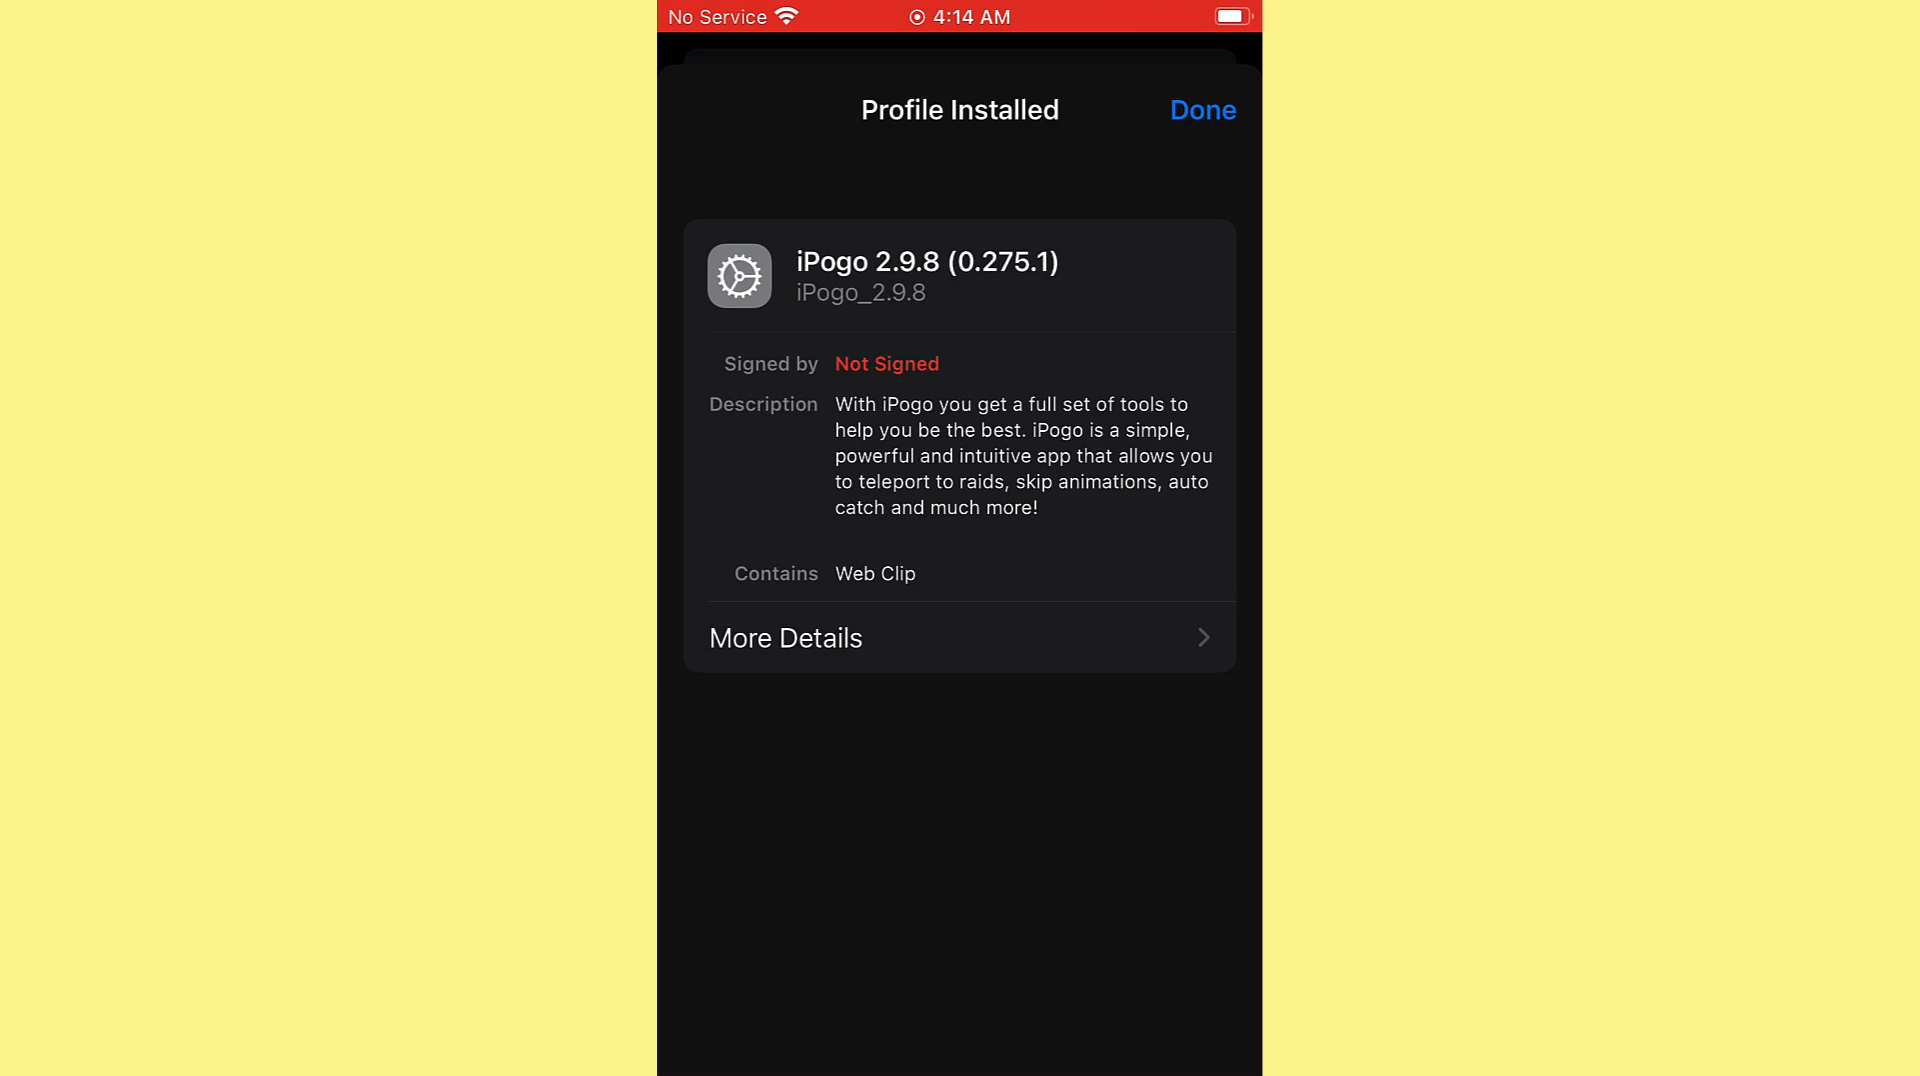 No Service 4:14 AM
Profile Installed Done
iPogo 2.9.8 (0.275.1)
iPogo_2.9.8
Signed by Not Signed
Description With iPogo you get a full set of tools to
help you be the best. iPogo is a simple,
powerful and intuitive app that allows you
to teleport to raids, skip animations, auto
catch and much more!
Contains Web Clip
More Details